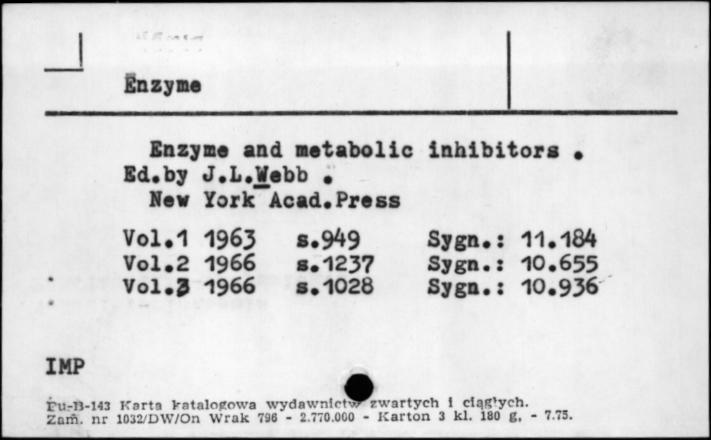 Enzyme
Enzyme and metabolic inhibitors .
Ed.by J.L.Webb .
New York Acad.Press
Vol.1 1963 s.949 Sygn.: 11.184
Vol.2 1966 s.1237 Sygn.: 10.655
Vol.3 1966 s.1028 Sygn.: 10.936
IMP
Pu-B-143 Karta katalogowa wydawnictw zwartych i ciągłych.
Zam. nr 1032/DW/On Wrak 796 - 2.770.000 - Karton 3 kl. 180 g. - 7.75.